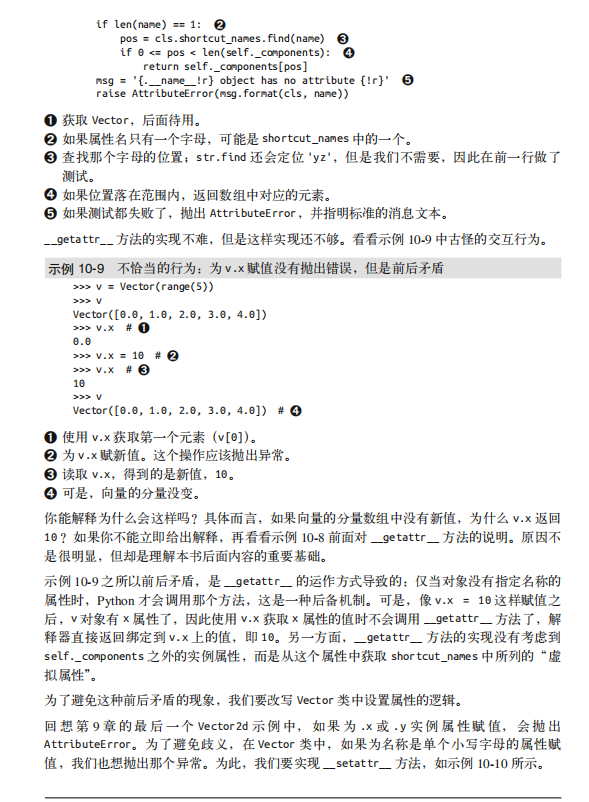 if len(name) == 1: ❷
pos = cls.shortcut_names.find(name) ❸
if 0 <= pos < len(self._components): ❹
return self._components[pos]
msg = '{.__name__!r} object has no attribute {!r}' ❺
raise AttributeError(msg.format(cls, name))
❶ 获取 Vector，后面待用。
❷ 如果属性名只有一个字母，可能是 shortcut_names 中的一个。
❸ 查找那个字母的位置；str.find 还会定位 'yz'，但是我们不需要，因此在前一行做了
测试。
❹ 如果位置落在范围内，返回数组中对应的元素。
❺ 如果测试都失败了，抛出 AttributeError，并指明标准的消息文本。
__getattr__ 方法的实现不难，但是这样实现还不够。看看示例 10-9 中古怪的交互行为。
示例 10-9 不恰当的行为：为 v.x 赋值没有抛出错误，但是前后矛盾
>>> v = Vector(range(5))
>>> v
Vector([0.0, 1.0, 2.0, 3.0, 4.0])
>>> v.x # ❶
0.0
>>> v.x = 10 # ❷
>>> v.x # ❸
10
>>> v
Vector([0.0, 1.0, 2.0, 3.0, 4.0]) # ❹
❶ 使用 v.x 获取第一个元素（v[0]）。
❷ 为 v.x 赋新值。这个操作应该抛出异常。
❸ 读取 v.x，得到的是新值，10。
❹ 可是，向量的分量没变。
你能解释为什么会这样吗？具体而言，如果向量的分量数组中没有新值，为什么 v.x 返回
10？如果你不能立即给出解释，再看看示例 10-8 前面对 __getattr__ 方法的说明。原因不
是很明显，但却是理解本书后面内容的重要基础。
示例 10-9 之所以前后矛盾，是 __getattr__ 的运作方式导致的：仅当对象没有指定名称的
属性时，Python 才会调用那个方法，这是一种后备机制。可是，像 v.x = 10 这样赋值之
后，v 对象有 x 属性了，因此使用 v.x 获取 x 属性的值时不会调用 __getattr__ 方法了，解
释器直接返回绑定到 v.x 上的值，即 10。另一方面，__getattr__ 方法的实现没有考虑到
self._components 之外的实例属性，而是从这个属性中获取 shortcut_names 中所列的“虚
拟属性”。
为了避免这种前后矛盾的现象，我们要改写 Vector 类中设置属性的逻辑。
回想第 9 章的最后一个 Vector2d 示例中，如果为 .x 或 .y 实例属性赋值，会抛出
AttributeError。为了避免歧义，在 Vector 类中，如果为名称是单个小写字母的属性赋
值，我们也想抛出那个异常。为此，我们要实现 __setattr__ 方法，如示例 10-10 所示。